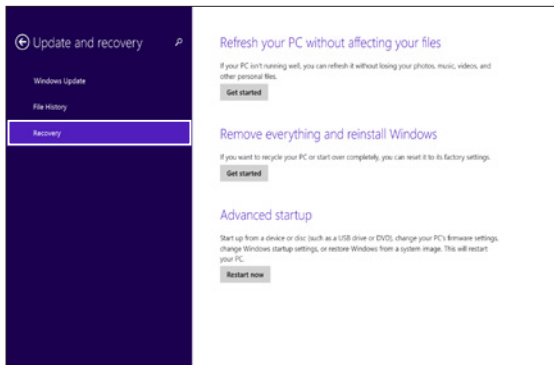 Update and recovery
Windows Update
File History
Recovery
Refresh your PC without affecting your files
If your PC isn't running well, you can refresh it without losing your photos, music, videos, and
other personal files.
Get started
Remove everything and reinstall Windows
If you want to recycle your PC or start over completely, you can reset it to its factory settings.
Get started
Advanced startup
Start up from a device or disc (such as a USB drive or DVD), change your PC's firmware settings,
change Windows startup settings, or restore Windows from a system image. This will restart
your PC.
Restart now